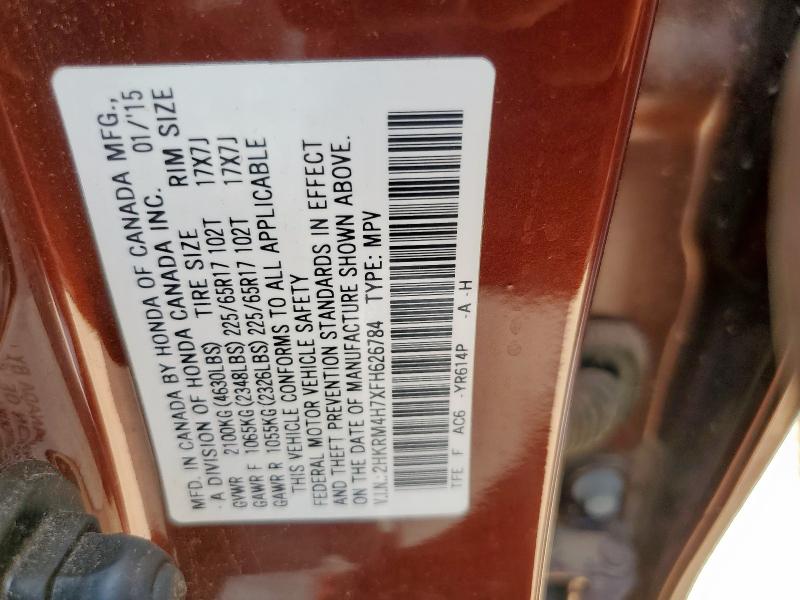 MFD. IN CANADA BY HONDA OF CANADA MFG.,
- A DIVISION OF HONDA CANADA INC. 01/'15
GVWR 2100KG (4630LBS) TIRE SIZE RIM SIZE
GAWR F 1065KG (2348LBS) 225/65R17 102T 17X7J
GAWR R 1055KG (2326LBS) 225/65R17 102T 17X7J
THIS VEHICLE CONFORMS TO ALL APPLICABLE
FEDERAL MOTOR VEHICLE SAFETY
AND THEFT PREVENTION STANDARDS IN EFFECT
ON THE DATE OF MANUFACTURE SHOWN ABOVE.
V.I.N.: 2HKRM4H7XFH626784 TYPE: MPV
TFE F AC6 -YR614P -A -H